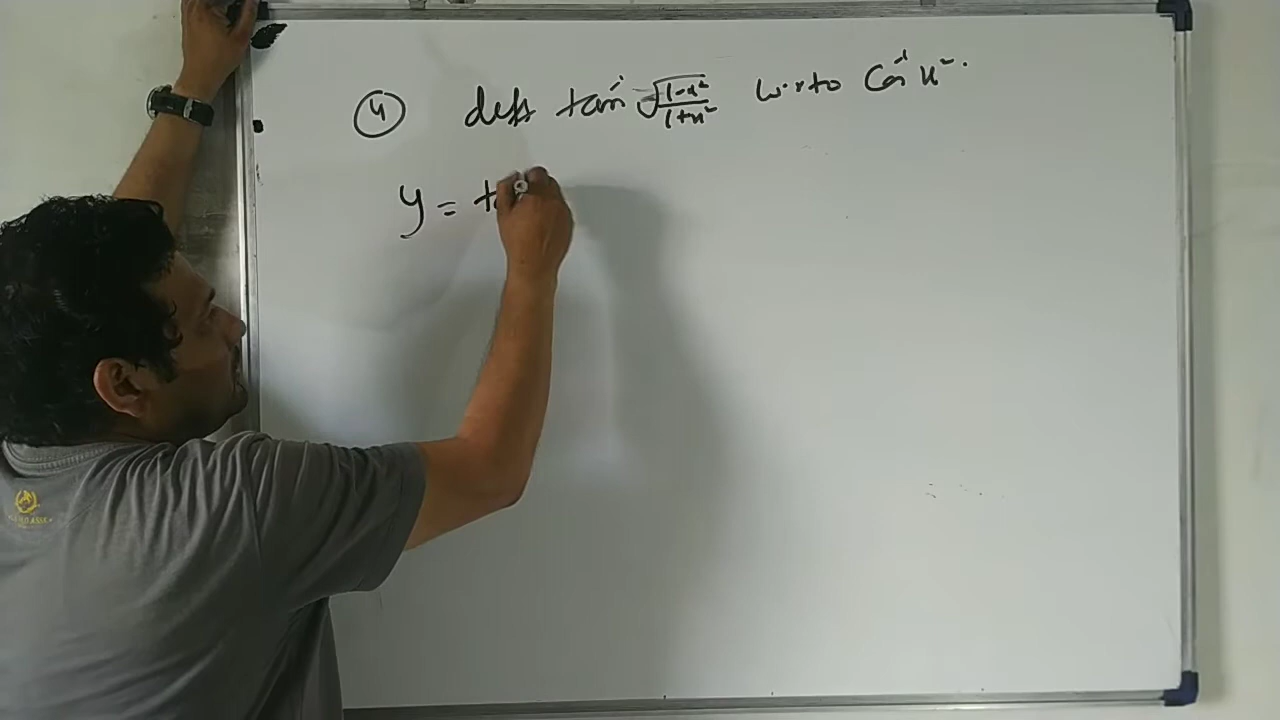 ④ diff tan⁻¹ √((1-x²)/(1+x²)) w.r.to Cos⁻¹ x².
y = ta